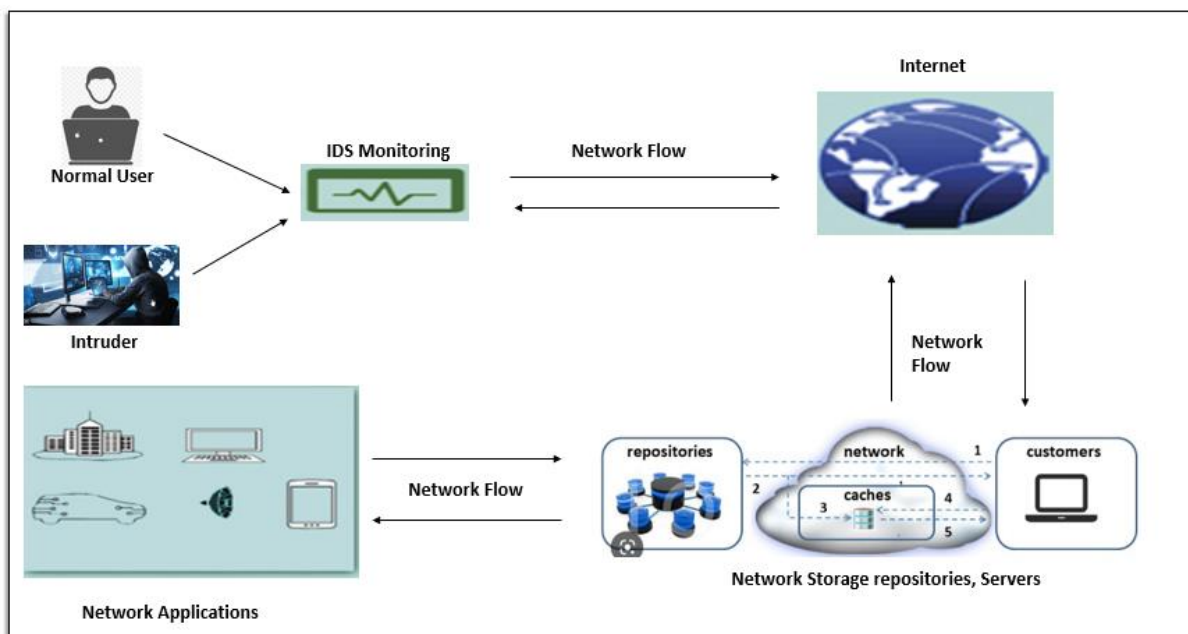 Internet
IDS Monitoring
Network Flow
Normal User
Intruder
Network
Flow
repositories
network
1
customers
2
caches
3
4
5
Network Flow
Network Storage repositories, Servers
Network Applications